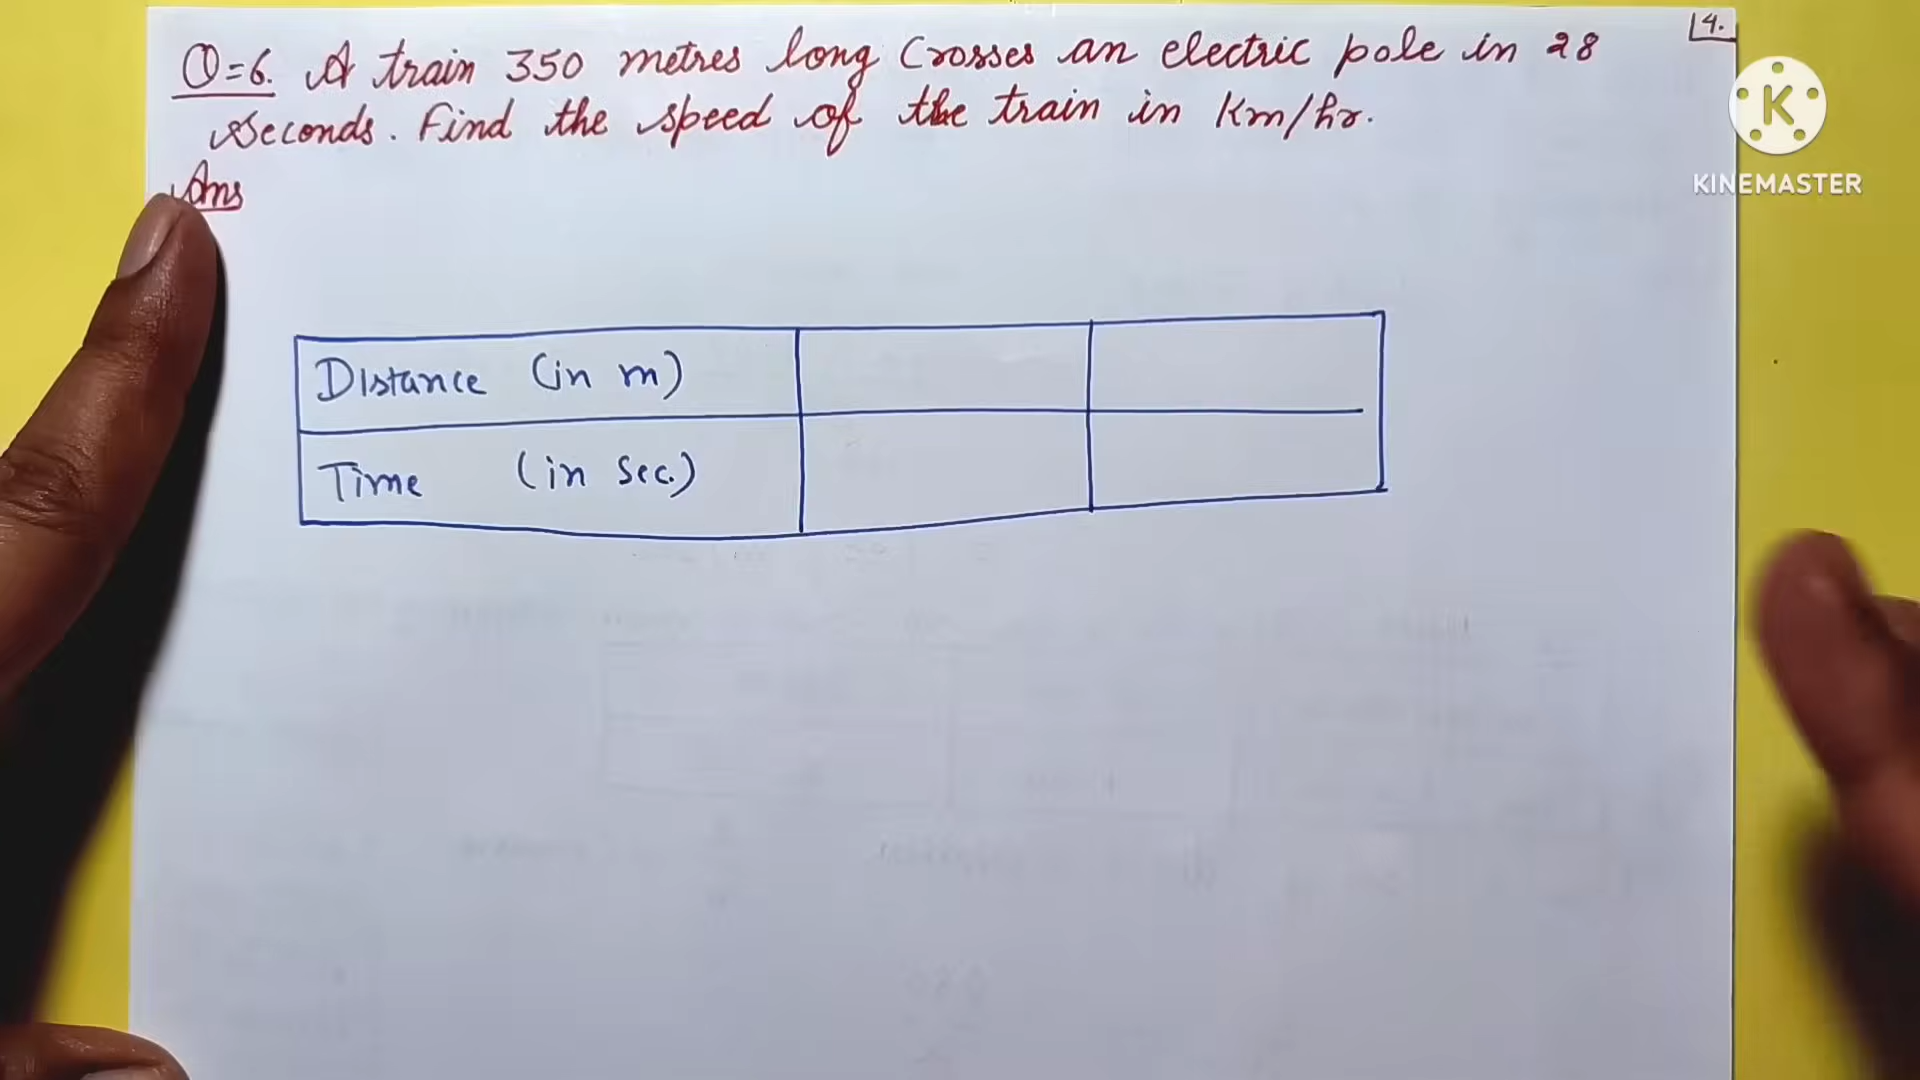 14.
Q=6. A train 350 metres long Crosses an electric pole in 28
seconds. Find the speed of the train in Km/hr.
Ans
K
KINEMASTER
Distance (in m)
Time (in Sec.)